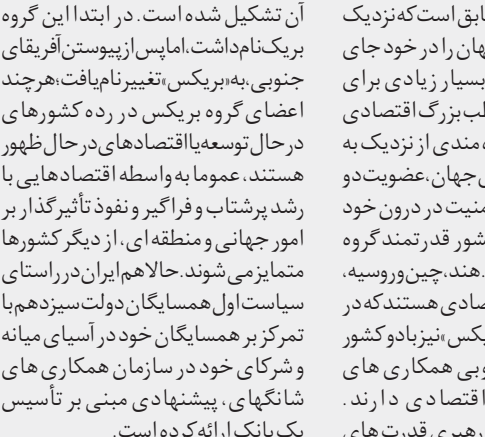 است که نزدیک
را در خود جای
بسیار زیادی برای
بزرگ اقتصادی
مندی از نزدیک به
جهان، عضویت دو
در درون خود
قدرتمند گروه
هند، چین و روسیه،
هستند که در
نیز با دو کشور
همکاری های
اقتصادی دارند.
رهبری قدرت های
آن تشکیل شده است. در ابتدا این گروه
بریک نام داشت، اما پس از پیوستن آفریقای
جنوبی، به «بریکس» تغییر نام یافت؛ هرچند
اعضای گروه بریکس در رده کشورهای
در حال توسعه یا اقتصادهای در حال ظهور
هستند، عموما به واسطه اقتصادهایی با
رشد پرشتاب و فراگیر و نفوذ تأثیرگذار بر
امور جهانی و منطقه ای، از دیگر کشورها
متمایز می شوند. حالا هم ایران در راستای
سیاست اول همسایگان دولت سیزدهم با
تمرکز بر همسایگان خود در آسیای میانه
و شرکای خود در سازمان همکاری های
شانگهای، پیشنهادی مبنی بر تأسیس
یک بانک ارائه کرده است.